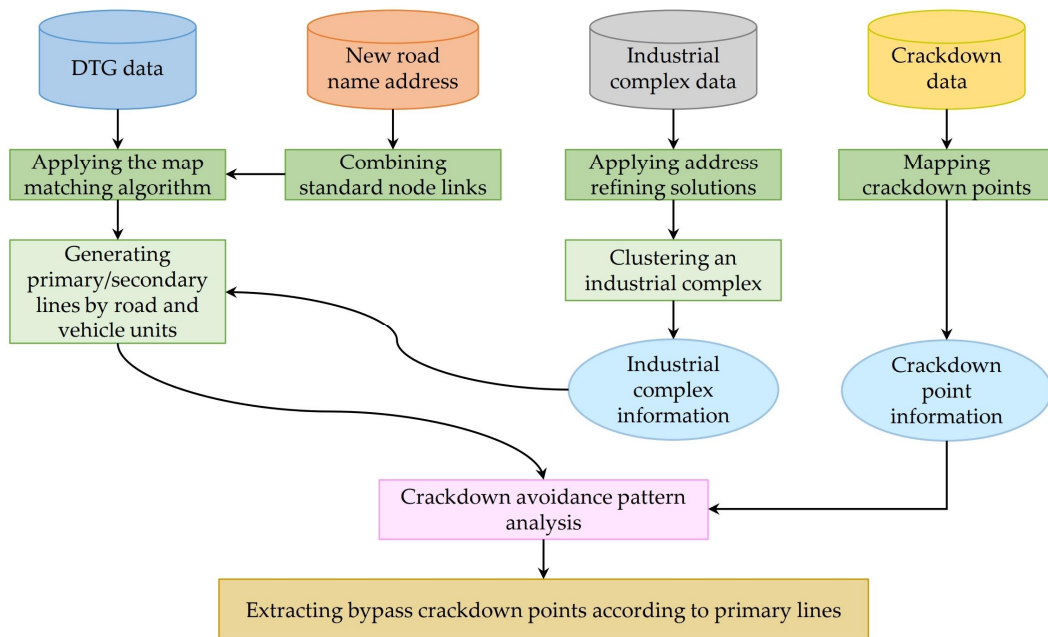 DTG data
New road
name address
Industrial
complex data
Crackdown
data
Applying the map
matching algorithm
Combining
standard node links
Applying address
refining solutions
Mapping
crackdown points
Generating
primary/secondary
lines by road and
vehicle units
Clustering an
industrial complex
Industrial
complex
information
Crackdown
point
information
Crackdown avoidance pattern
analysis
Extracting bypass crackdown points according to primary lines